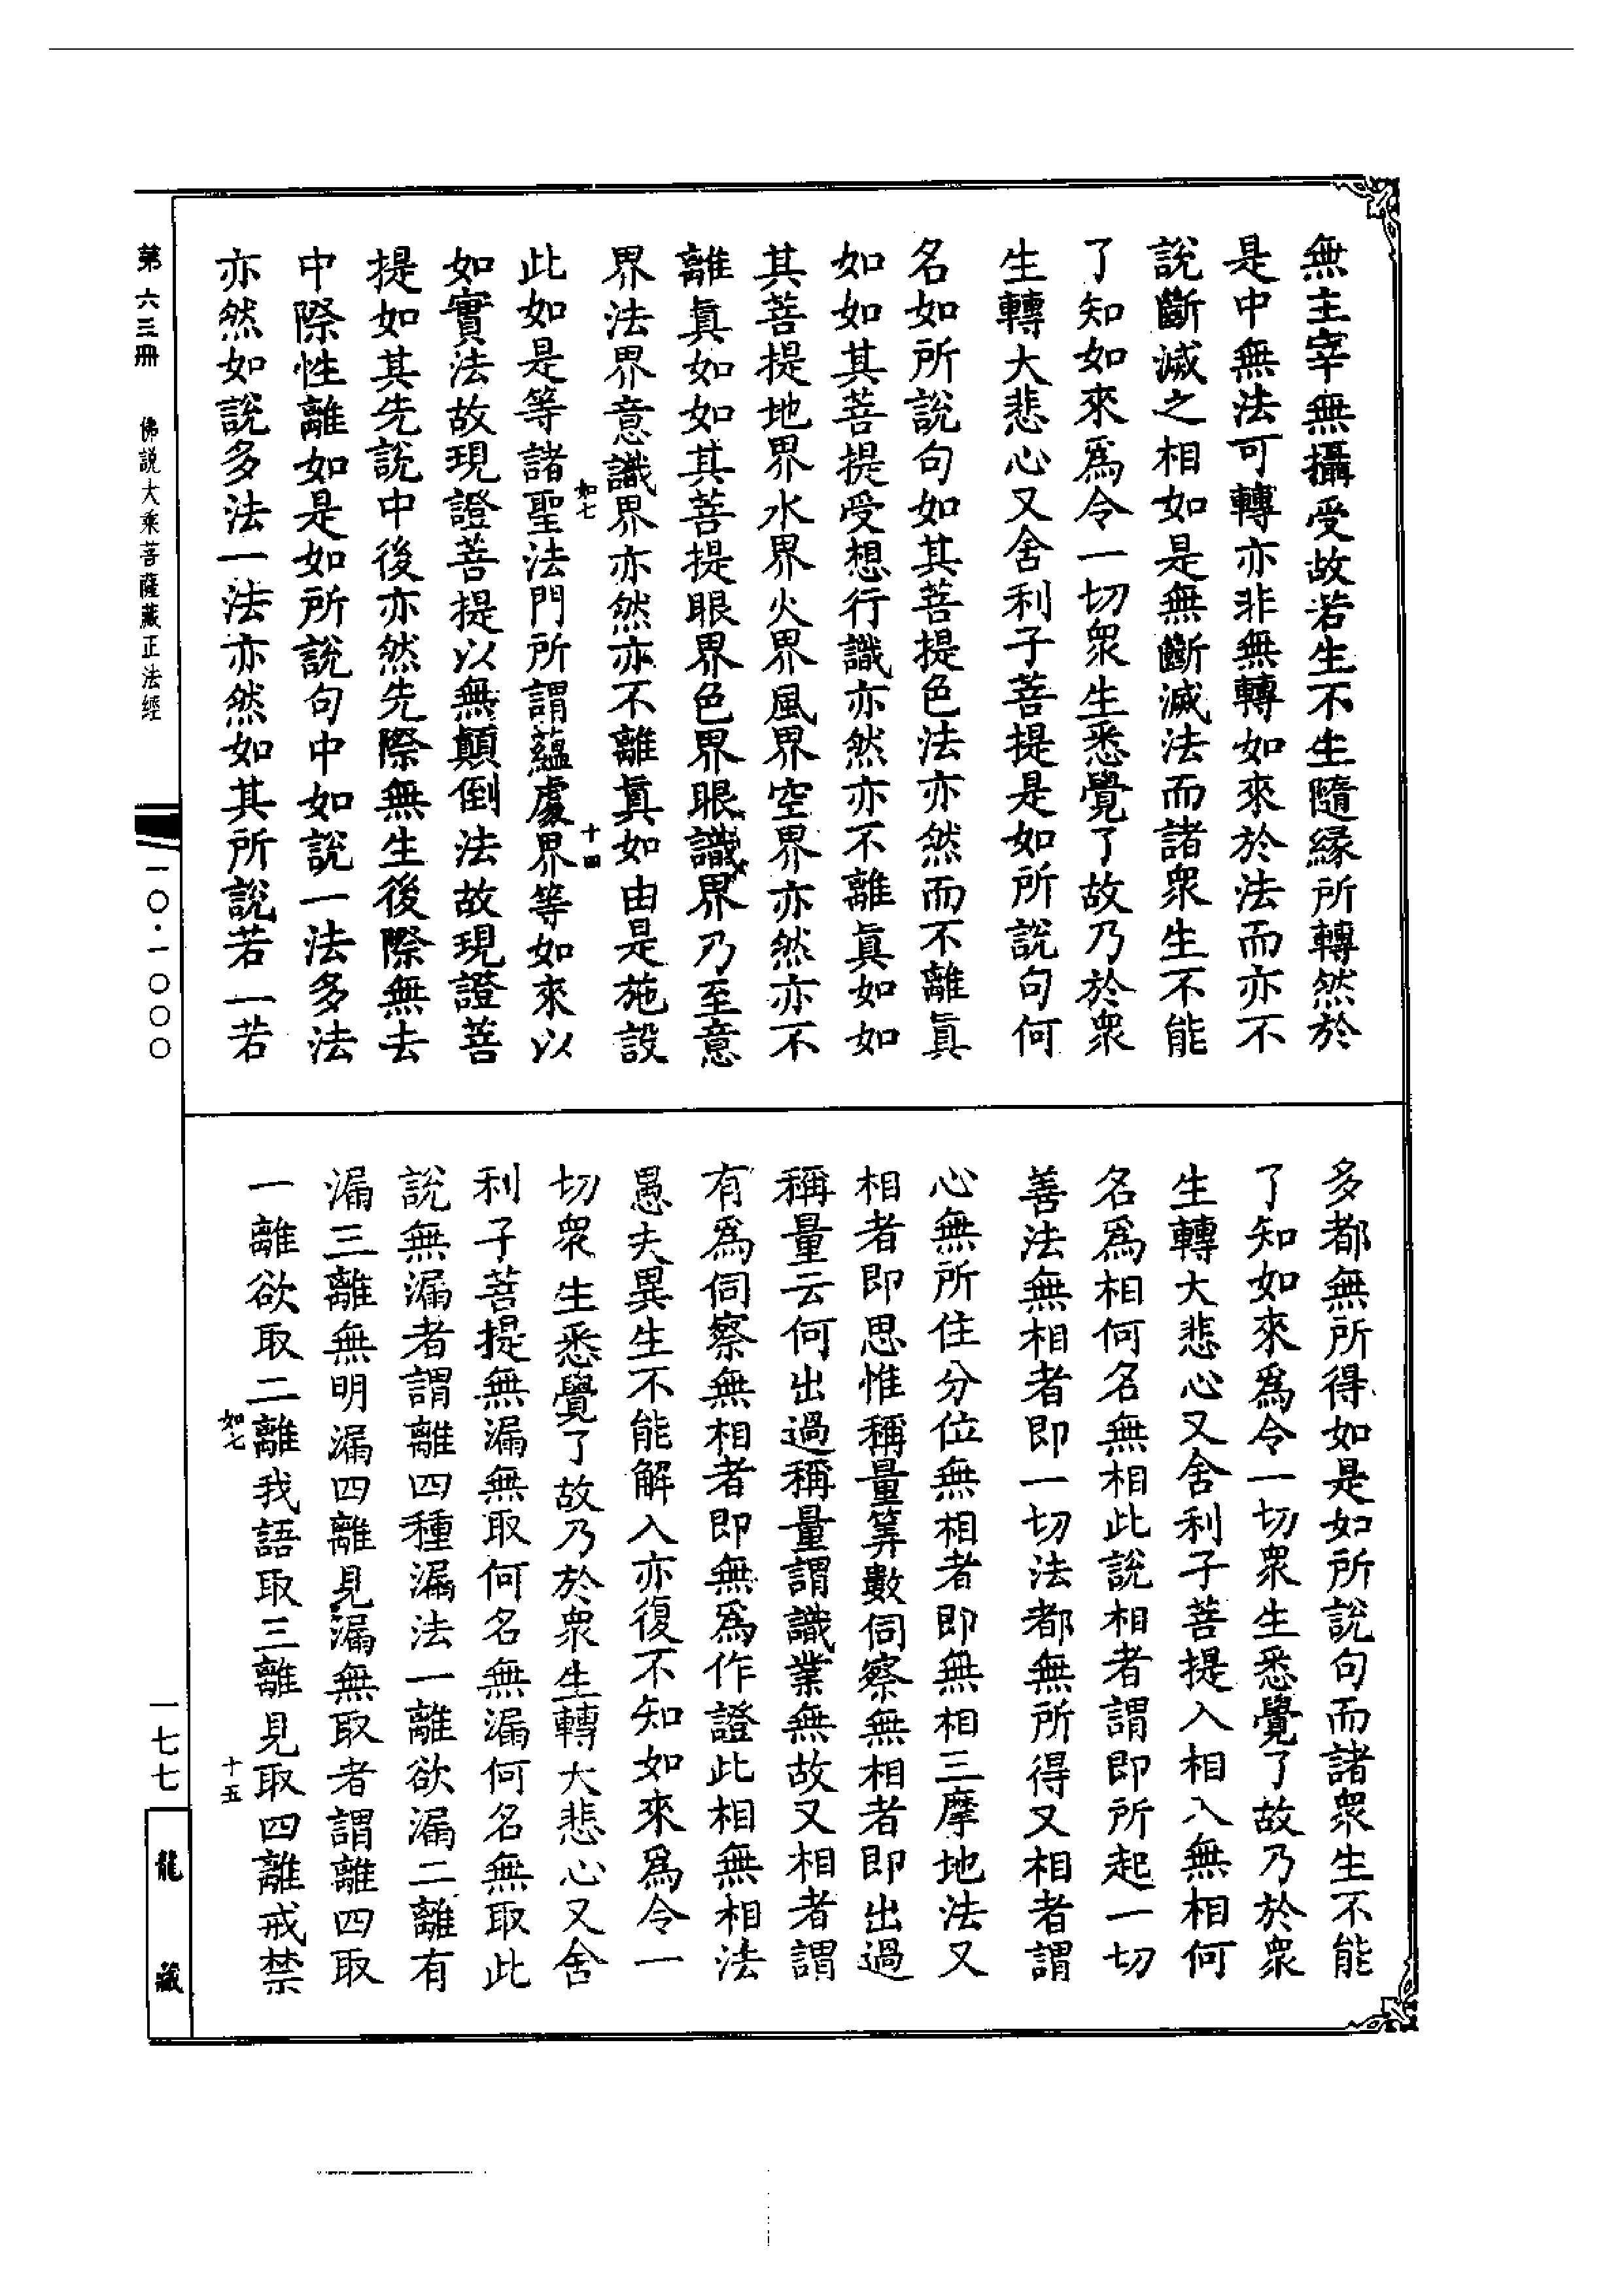 無主宰無攝受故若生不生隨緣所轉然於
是中無法可轉亦非無轉如來於法而亦不
說斷滅之相如是無斷滅法而諸衆生不能
了知如來爲令一切衆生悉覺了故乃於衆
生轉大悲心又舍利子菩提是如所說句何
名如所說句如其菩提色法亦然而不離眞
如如其菩提受想行識亦然亦不離眞如如
其菩提地界水界火界風界空界亦然亦不
離眞如如其菩提眼界色界眼識界乃至意
界法界意識界亦然亦不離眞如由是施設
如七
十四
此如是等諸聖法門所謂蘊處界等如來以
如實法故現證菩提以無顚倒法故現證菩
提如其先說中後亦然先際無生後際無去
中際性離如是如所說句中如說一法多法
亦然如說多法一法亦然如其所說若一若
多都無所得如是如所說句而諸衆生不能
了知如來爲令一切衆生悉覺了故乃於衆
生轉大悲心又舍利子菩提入相入無相何
名爲相何名無相此說相者謂即所起一切
善法無相者即一切法都無所得又相者謂
心無所住分位無相者即無相三摩地法又
相者即思惟稱量筭數伺察無相者即出過
稱量云何出過稱量謂識業無故又相者謂
有爲伺察無相者即無爲作證此相無相法
愚夫異生不能解入亦復不知如來爲令一
切衆生悉覺了故乃於衆生轉大悲心又舍
利子菩提無漏無取何名無漏何名無取此
說無漏者謂離四種漏法一離欲漏二離有
漏三離無明漏四離見漏無取者謂離四取
一離欲取二離我語取三離見取四離戒禁
如七
十五
第六三冊
佛說大乘菩薩藏正法經
一〇·一〇〇〇
一七七
龍藏